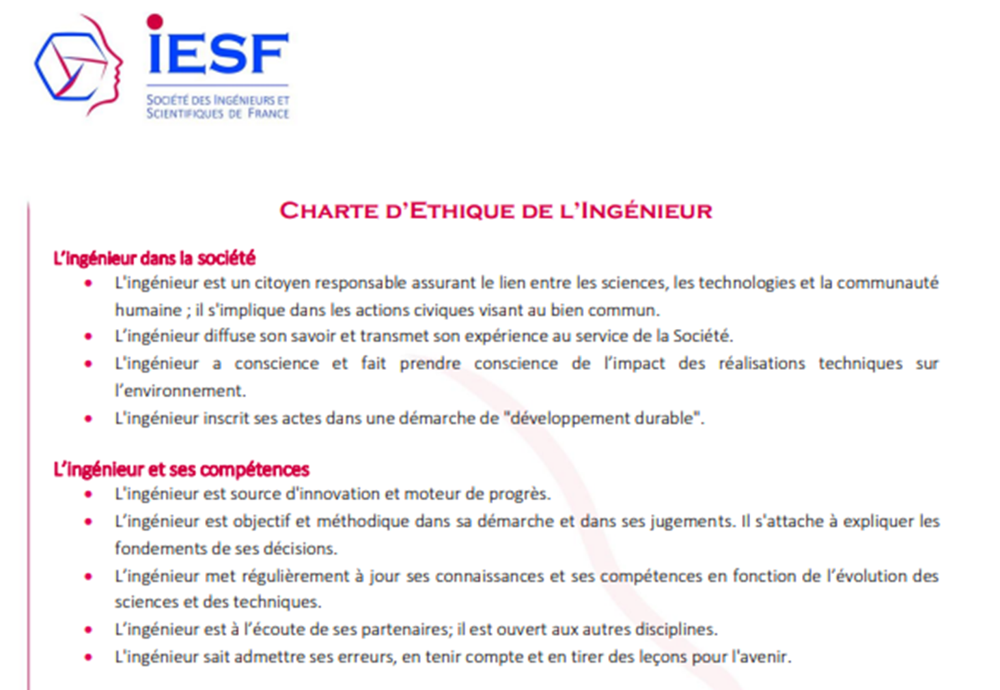 iESF
SOCIÉTÉ DES INGÉNIEURS ET
SCIENTIFIQUES DE FRANCE
CHARTE D’ETHIQUE DE L’INGÉNIEUR
L’ingénieur dans la société
• L'ingénieur est un citoyen responsable assurant le lien entre les sciences, les technologies et la communauté
humaine ; il s'implique dans les actions civiques visant au bien commun.
• L’ingénieur diffuse son savoir et transmet son expérience au service de la Société.
• L'ingénieur a conscience et fait prendre conscience de l’impact des réalisations techniques sur
l’environnement.
• L'ingénieur inscrit ses actes dans une démarche de "développement durable".
L’ingénieur et ses compétences
• L'ingénieur est source d'innovation et moteur de progrès.
• L’ingénieur est objectif et méthodique dans sa démarche et dans ses jugements. Il s'attache à expliquer les
fondements de ses décisions.
• L’ingénieur met régulièrement à jour ses connaissances et ses compétences en fonction de l’évolution des
sciences et des techniques.
• L’ingénieur est à l’écoute de ses partenaires; il est ouvert aux autres disciplines.
• L'ingénieur sait admettre ses erreurs, en tenir compte et en tirer des leçons pour l'avenir.